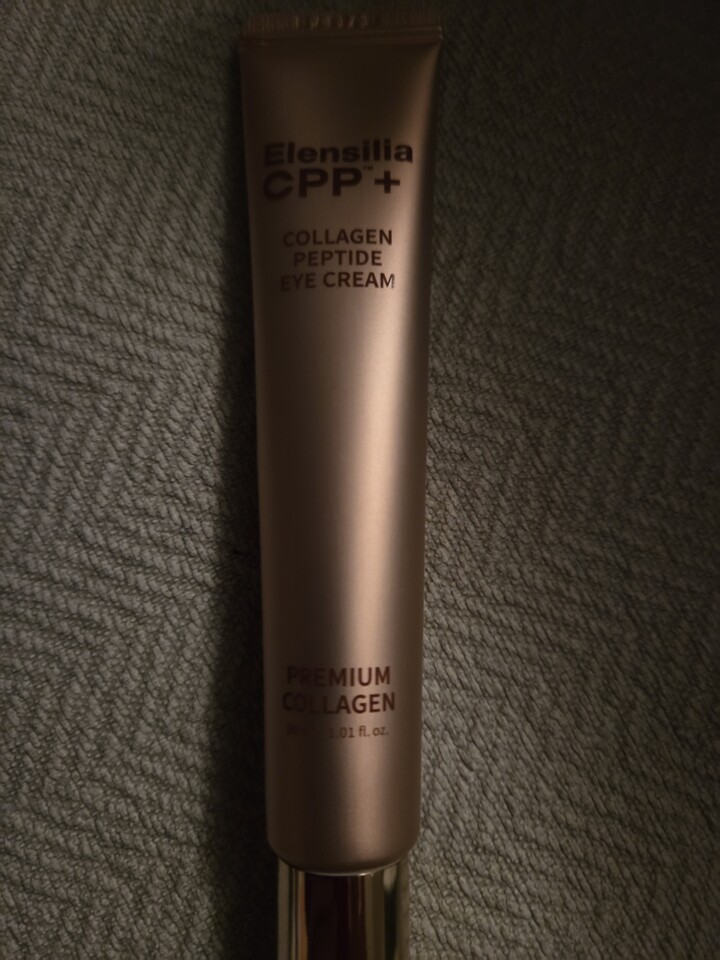 Elensilia
CPP™+
COLLAGEN
PEPTIDE
EYE CREAM
PREMIUM
COLLAGEN
1.01 fl. oz.